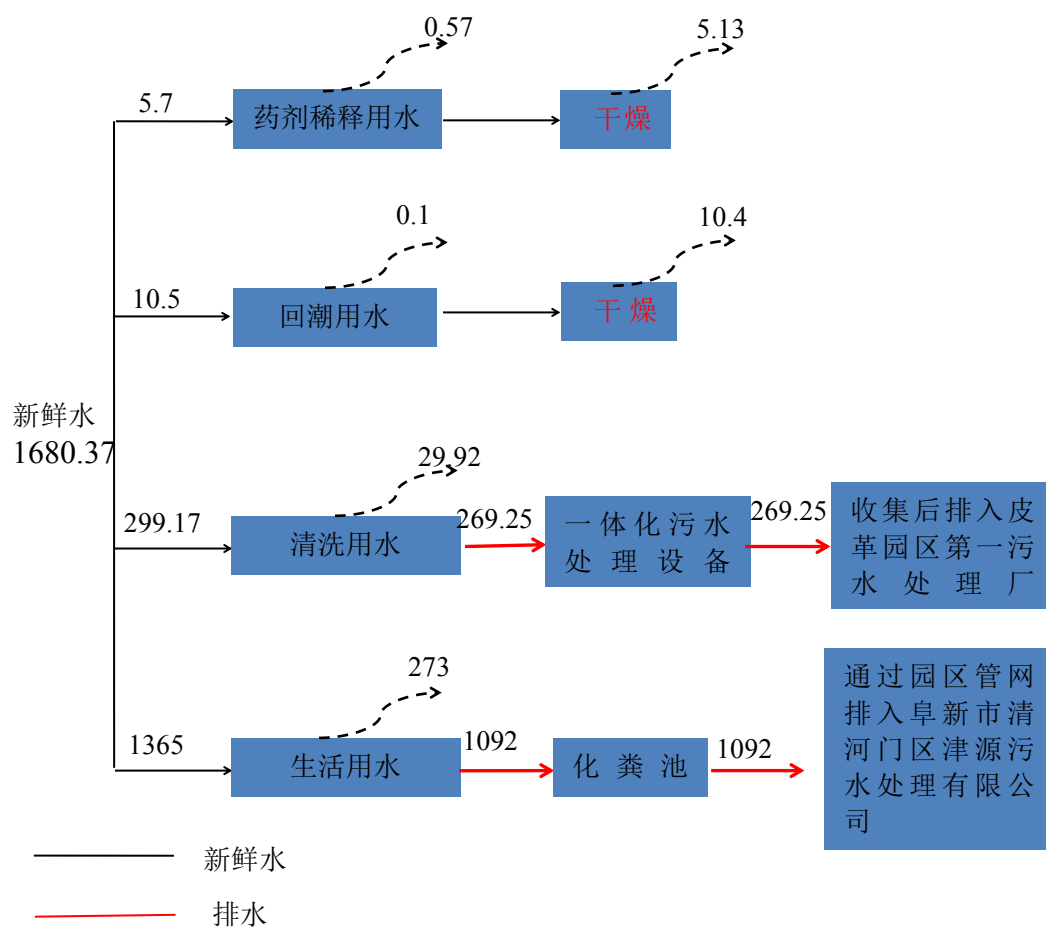 0.57
5.13
5.7
药剂稀释用水
干燥
0.1
10.4
10.5
回潮用水
干 燥
新鲜水
1680.37
29.92
299.17
清洗用水
269.25
一体化污水
处理设备
269.25
收集后排入皮
革园区第一污
水处理厂
273
1365
生活用水
1092
化粪池
1092
通过园区管网
排入阜新市清
河门区津源污
水处理有限公
司
新鲜水
排水